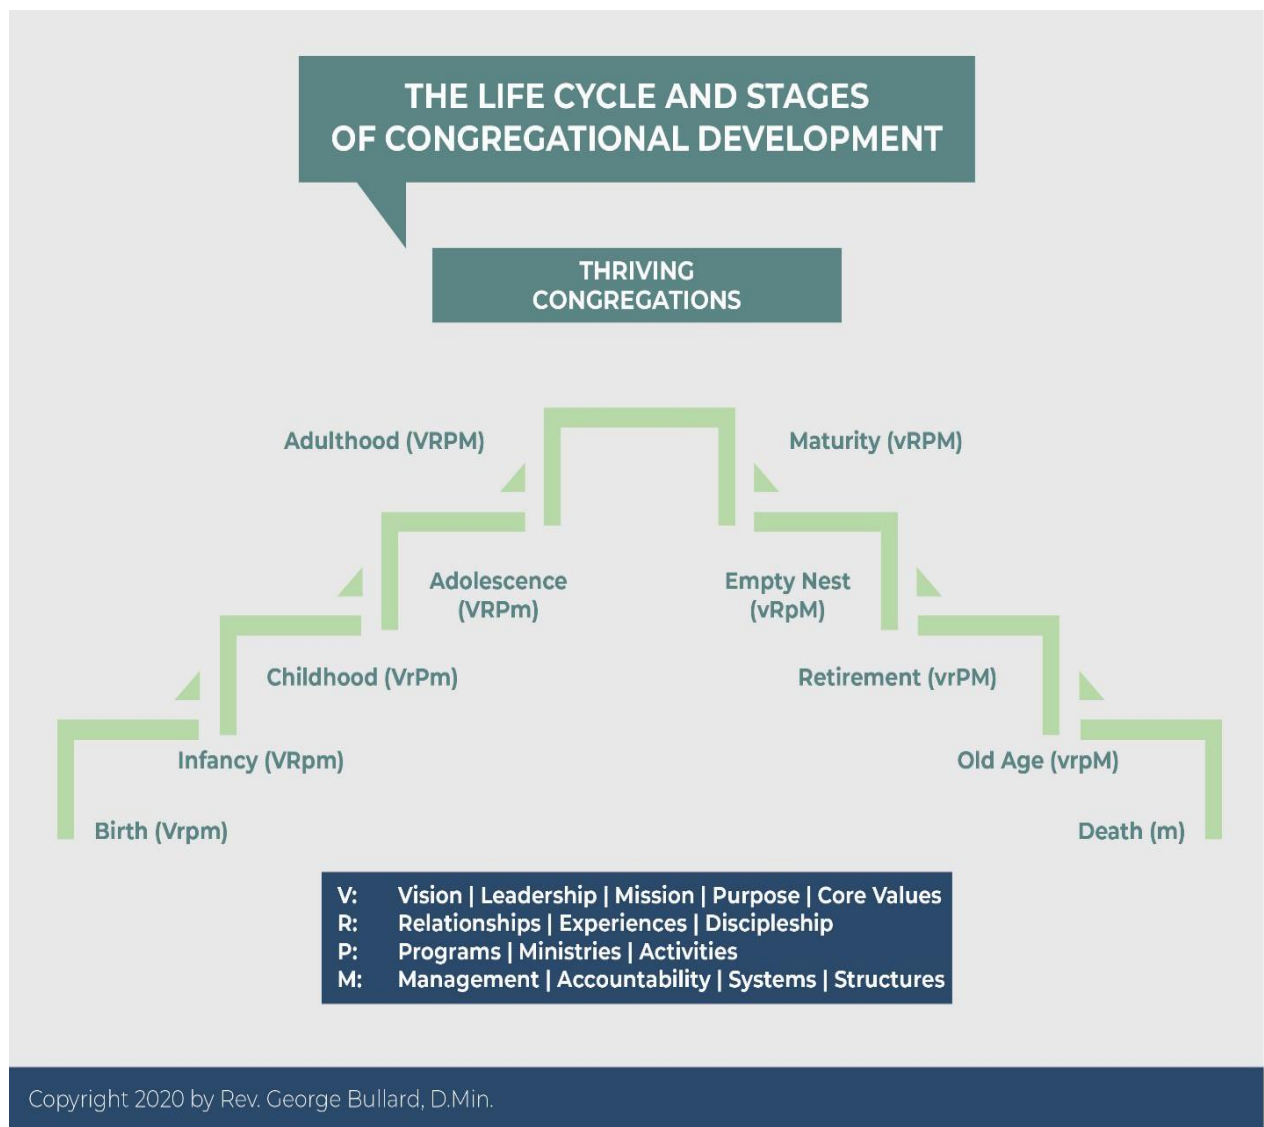 THE LIFE CYCLE AND STAGES
OF CONGREGATIONAL DEVELOPMENT
THRIVING
CONGREGATIONS
Adulthood (VRPM)
Maturity (vRPM)
Adolescence
(VRPm)
Empty Nest
(vRpM)
Childhood (VrPm)
Retirement (vrPM)
Infancy (VRpm)
Old Age (vrpM)
Birth (Vrpm)
Death (m)
V: Vision | Leadership | Mission | Purpose | Core Values
R: Relationships | Experiences | Discipleship
P: Programs | Ministries | Activities
M: Management | Accountability | Systems | Structures
Copyright 2020 by Rev. George Bullard, D.Min.